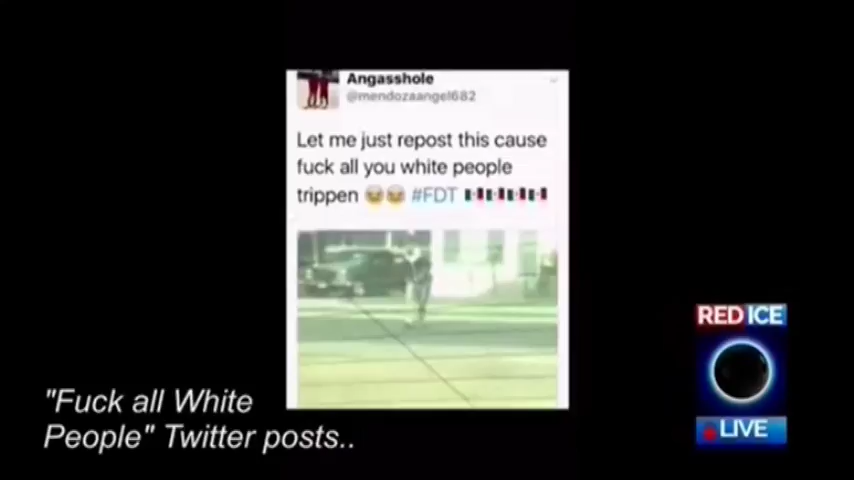 Angasshole
@mendozaangel682
Let me just repost this cause
fuck all you white people
trippen 😂😂 #FDT 🇲🇽🇲🇽🇲🇽🇲🇽
RED ICE
LIVE
"Fuck all White
People" Twitter posts..